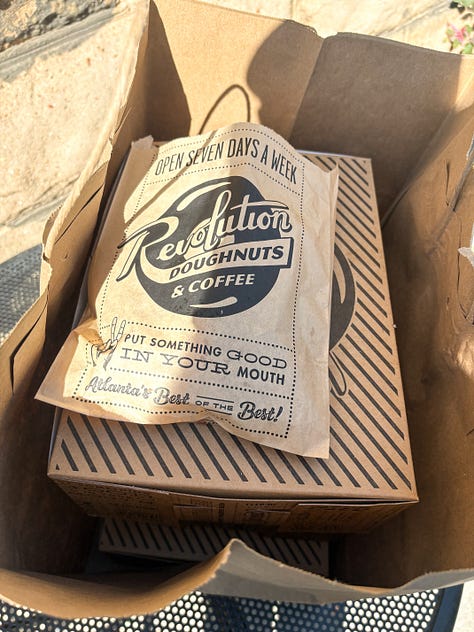 OPEN SEVEN DAYS A WEEK
Revolution
DOUGHNUTS
& COFFEE
PUT SOMETHING GOOD
IN YOUR MOUTH
Atlanta's Best OF THE Best!